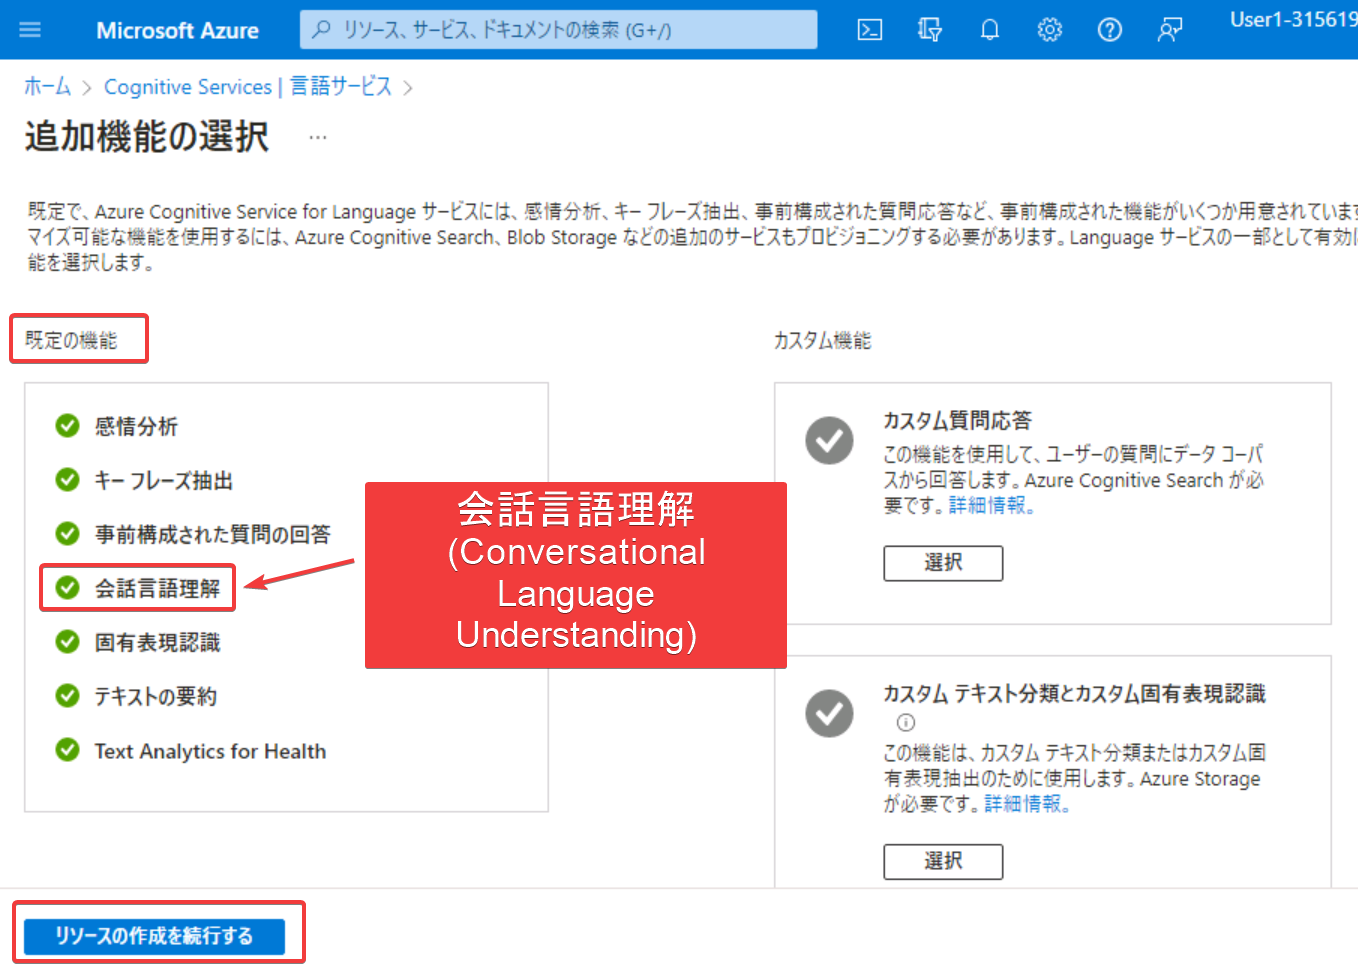 Microsoft Azure
リソース、サービス、ドキュメントの検索 (G+/)
User1-315619
ホーム > Cognitive Services | 言語サービス >
追加機能の選択 ...
既定で、Azure Cognitive Service for Language サービスには、感情分析、キー フレーズ抽出、事前構成された質問応答など、事前構成された機能がいくつか用意されています
マイズ可能な機能を使用するには、Azure Cognitive Search、Blob Storage などの追加のサービスもプロビジョニングする必要があります。Language サービスの一部として有効に
能を選択します。
既定の機能
感情分析
キー フレーズ抽出
事前構成された質問の回答
会話言語理解
固有表現認識
テキストの要約
Text Analytics for Health
会話言語理解
(Conversational
Language
Understanding)
カスタム機能
カスタム質問応答
この機能を使用して、ユーザーの質問にデータ コーパ
スから回答します。Azure Cognitive Search が必
要です。詳細情報。
選択
カスタム テキスト分類とカスタム固有表現認識
この機能は、カスタム テキスト分類またはカスタム固
有表現抽出のために使用します。Azure Storage
が必要です。詳細情報。
選択
リソースの作成を続行する